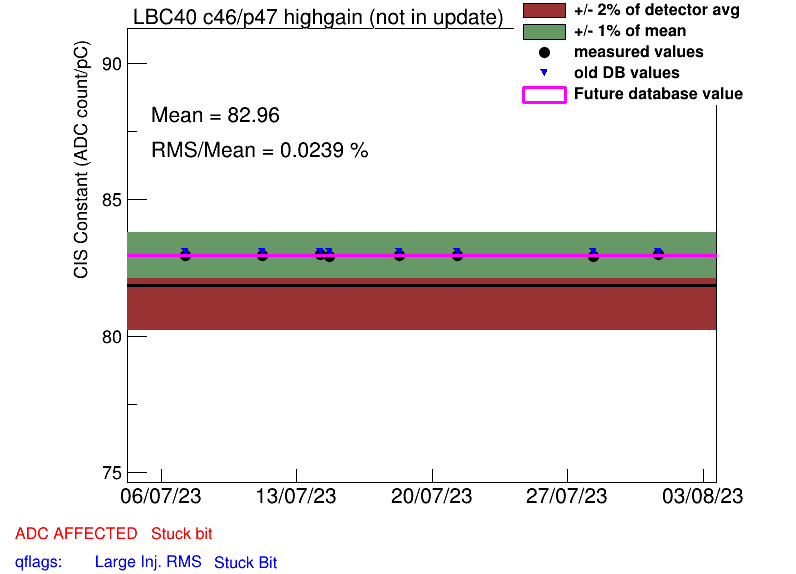 LBC40 c46/p47 highgain (not in update)
+/- 2% of detector avg
+/- 1% of mean
measured values
old DB values
Future database value
CIS Constant (ADC count/pC)
90
85
80
75
Mean = 82.96
RMS/Mean = 0.0239 %
06/07/23 13/07/23 20/07/23 27/07/23 03/08/23
ADC AFFECTED Stuck bit
qflags: Large Inj. RMS Stuck Bit